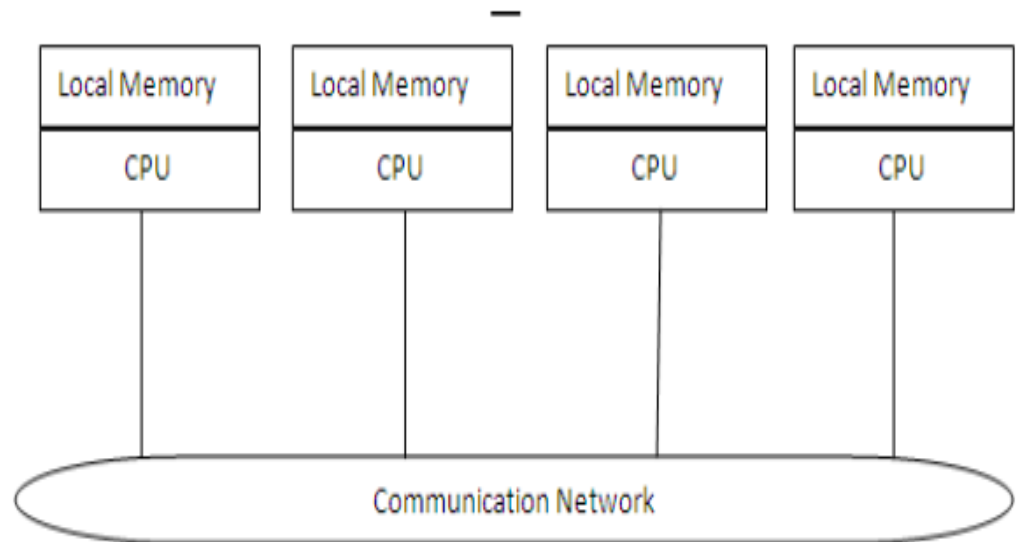 Local Memory Local Memory Local Memory Local Memory
CPU CPU CPU CPU
Communication Network